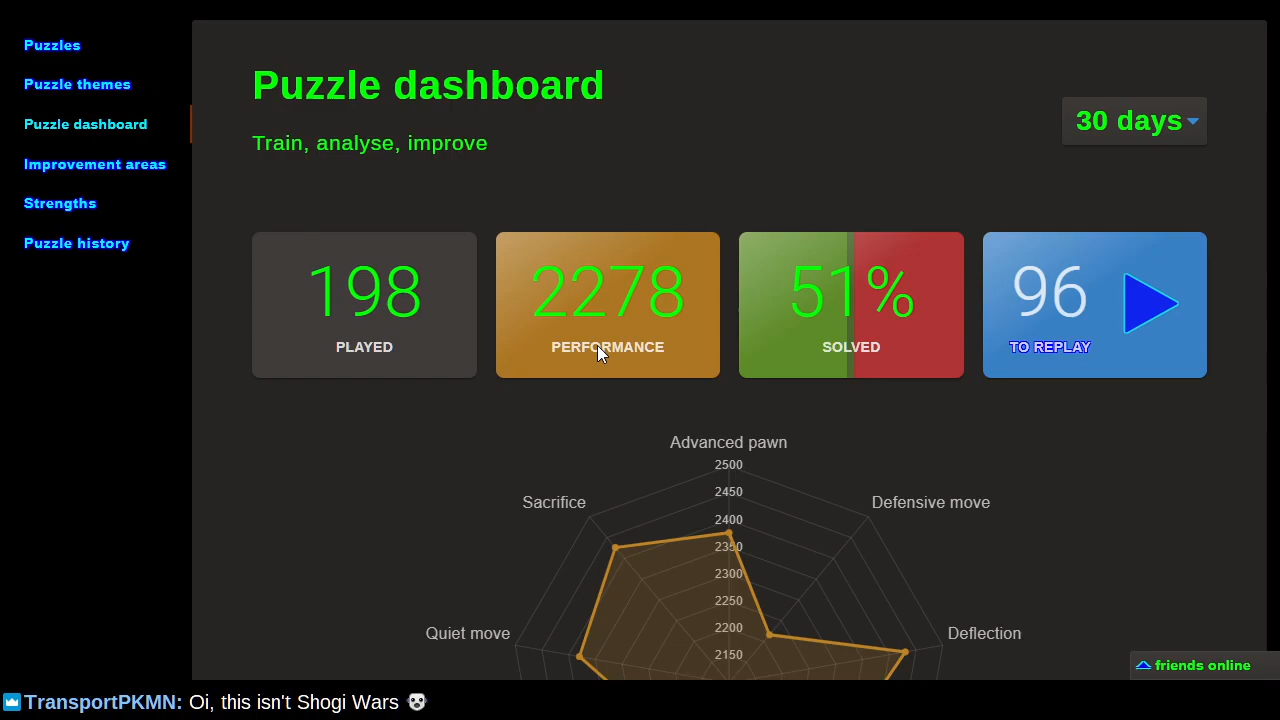 Puzzles
Puzzle themes
Puzzle dashboard
Improvement areas
Strengths
Puzzle history
Puzzle dashboard
Train, analyse, improve
30 days
198
PLAYED
2278
PERFORMANCE
51%
SOLVED
96
TO REPLAY
Advanced pawn
2500
2450
2400
2350
2300
2250
2200
2150
Sacrifice
Defensive move
Quiet move
Deflection
friends online
TransportPKMN: Oi, this isn't Shogi Wars